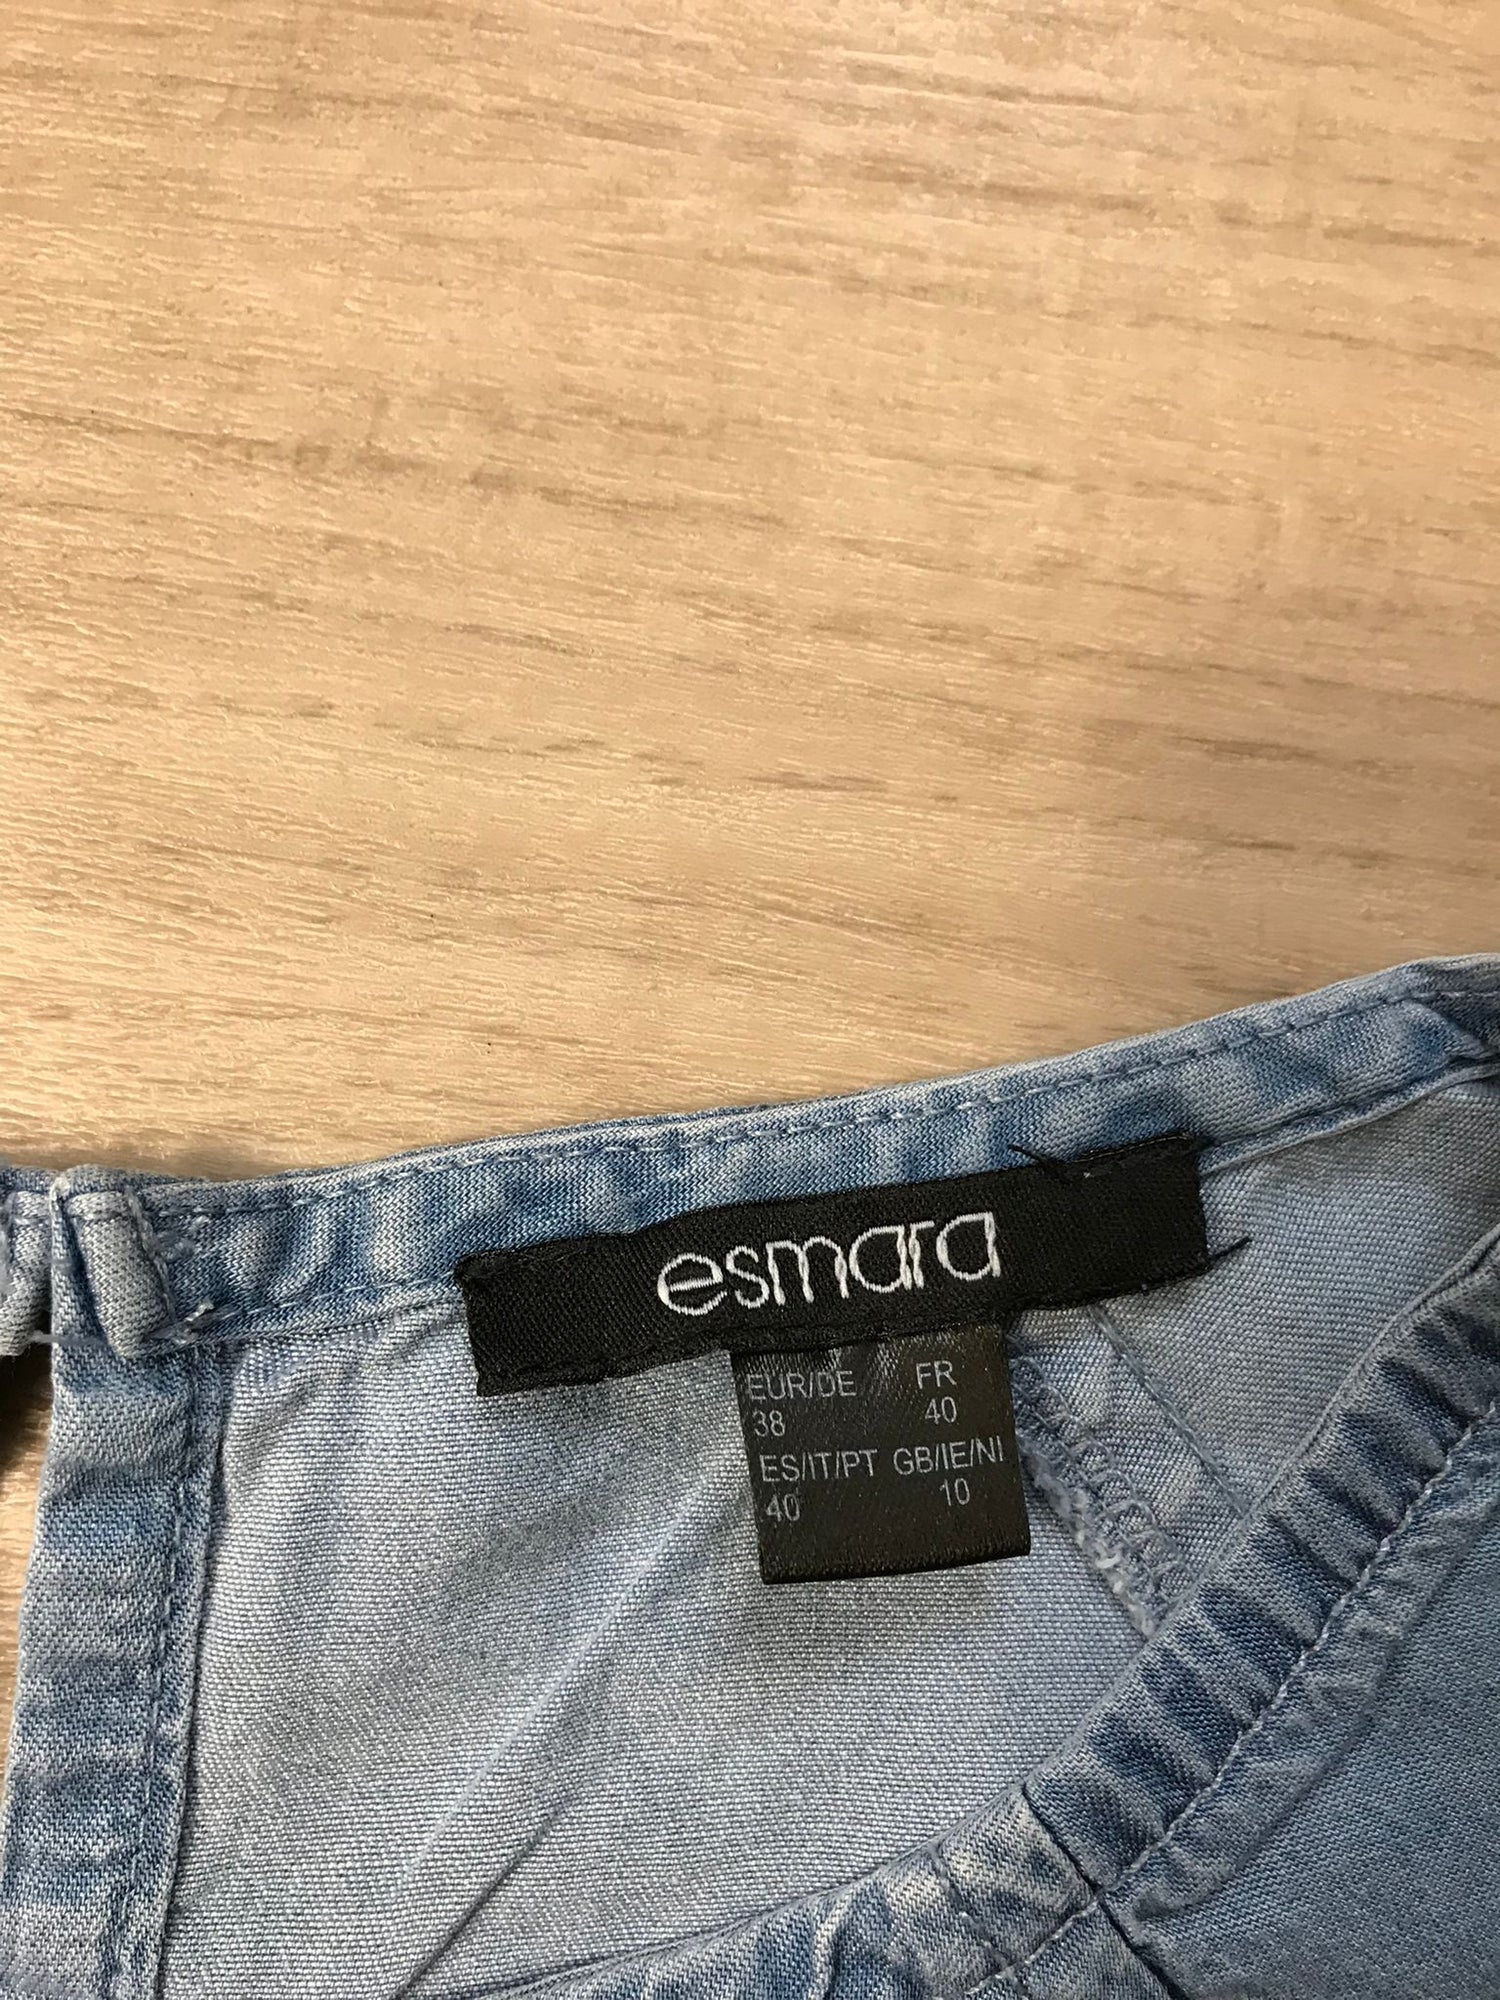 esmara
EUR/DE FR
38 40
ES/IT/PT GB/IE/NI
40 10